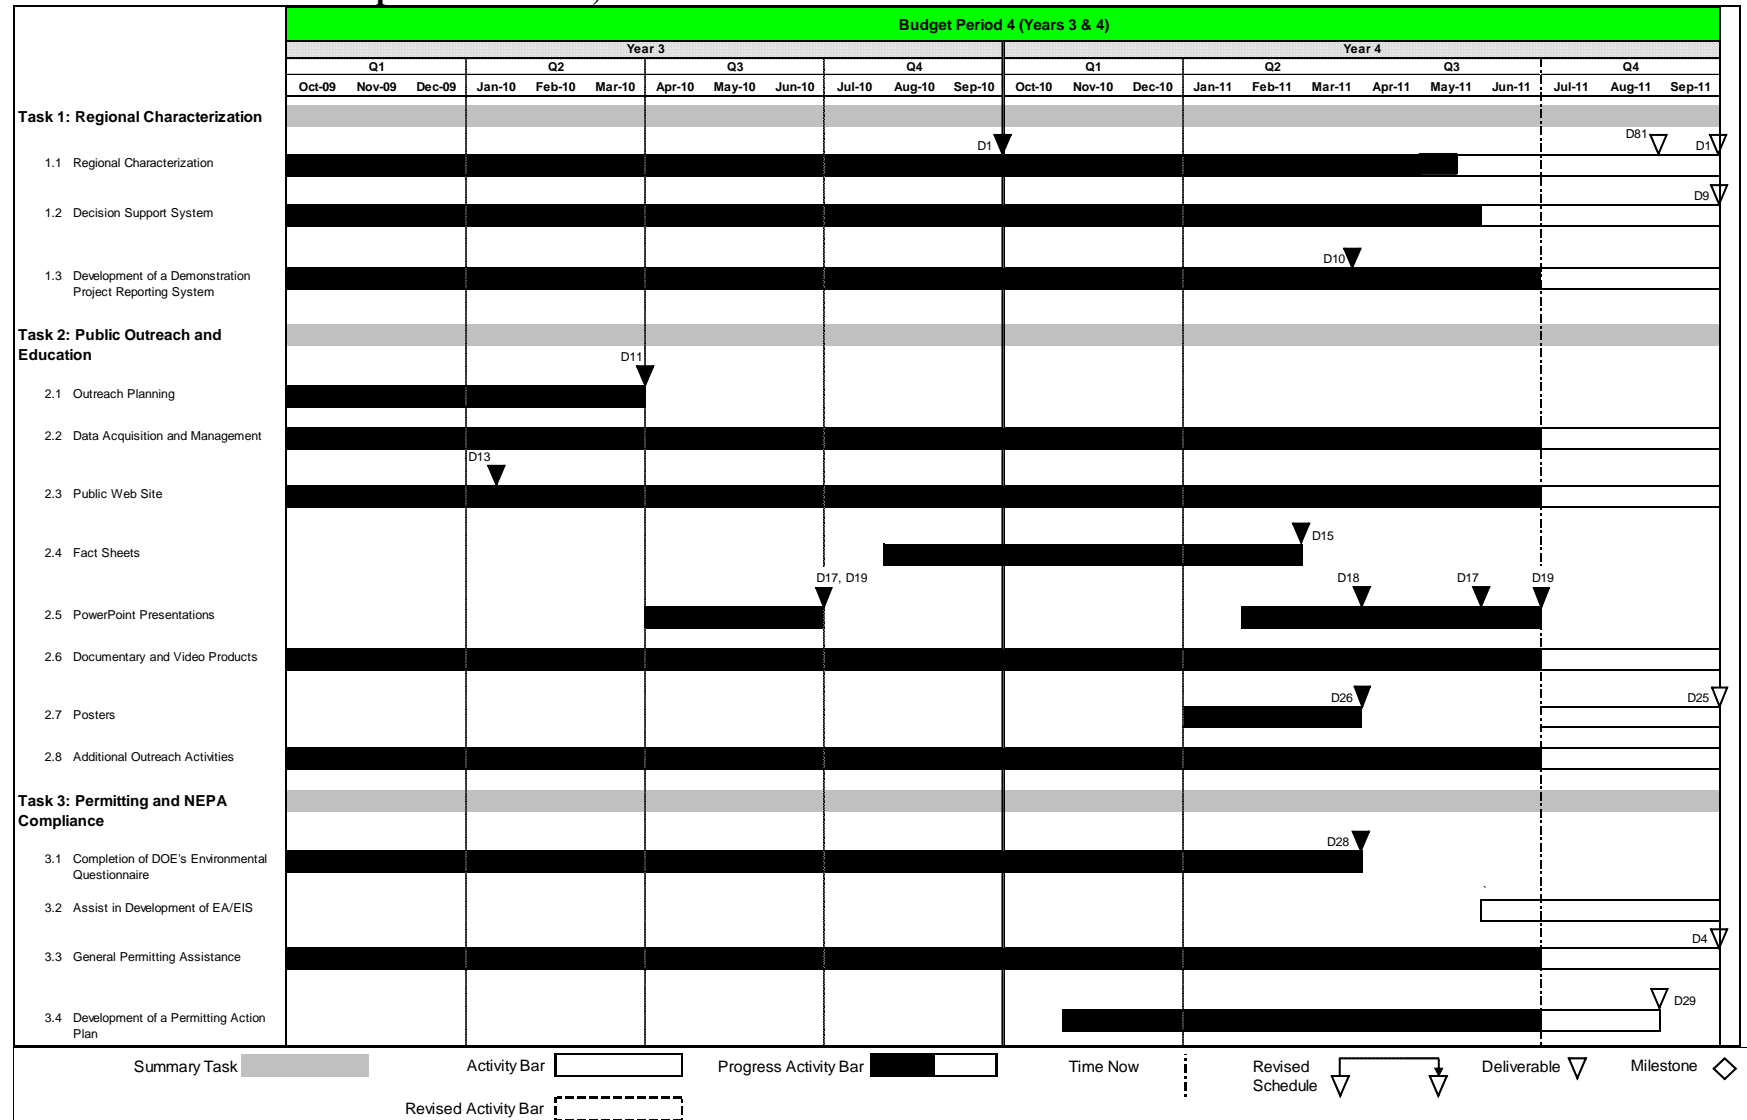 Budget Period 4 (Years 3 & 4)
Year 3 Year 4
Q1 Q2 Q3 Q4 Q1 Q2 Q3 Q4
Oct-09 Nov-09 Dec-09 Jan-10 Feb-10 Mar-10 Apr-10 May-10 Jun-10 Jul-10 Aug-10 Sep-10 Oct-10 Nov-10 Dec-10 Jan-11 Feb-11 Mar-11 Apr-11 May-11 Jun-11 Jul-11 Aug-11 Sep-11
Task 1: Regional Characterization
D1 D81 D1
1.1 Regional Characterization
D9
1.2 Decision Support System
D10
1.3 Development of a Demonstration
Project Reporting System
Task 2: Public Outreach and
Education
D11
2.1 Outreach Planning
2.2 Data Acquisition and Management
D13
2.3 Public Web Site
D15
2.4 Fact Sheets
D17, D19 D18 D17 D19
2.5 PowerPoint Presentations
2.6 Documentary and Video Products
D26 D25
2.7 Posters
2.8 Additional Outreach Activities
Task 3: Permitting and NEPA
Compliance
D28
3.1 Completion of DOE's Environmental
Questionnaire
3.2 Assist in Development of EA/EIS
D4
3.3 General Permitting Assistance
D29
3.4 Development of a Permitting Action
Plan
Summary Task Activity Bar Progress Activity Bar Time Now Revised
Schedule Deliverable Milestone
Revised Activity Bar